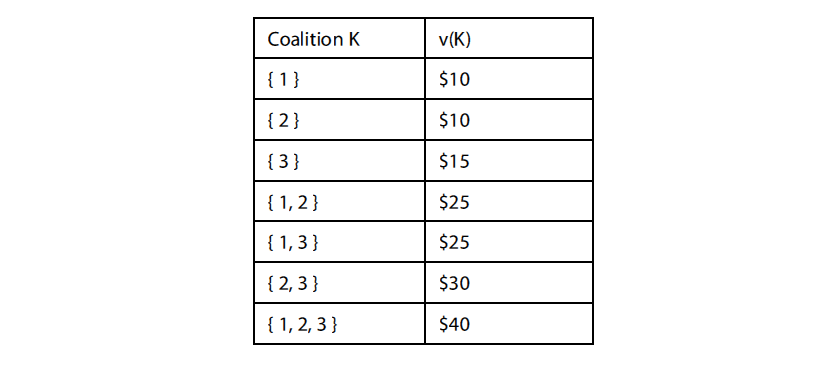 Coalition K v(K)
{ 1 } $10
{ 2 } $10
{ 3 } $15
{ 1, 2 } $25
{ 1, 3 } $25
{ 2, 3 } $30
{ 1, 2, 3 } $40